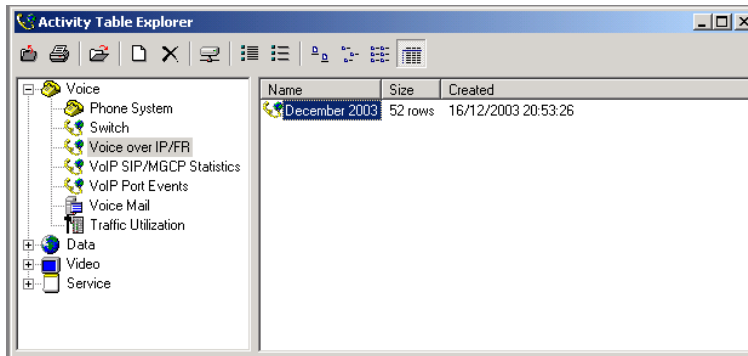 Activity Table Explorer
Voice
Phone System
Switch
Voice over IP/FR
VoIP SIP/MGCP Statistics
VoIP Port Events
Voice Mail
Traffic Utilization
Data
Video
Service
Name Size Created
December 2003 52 rows 16/12/2003 20:53:26